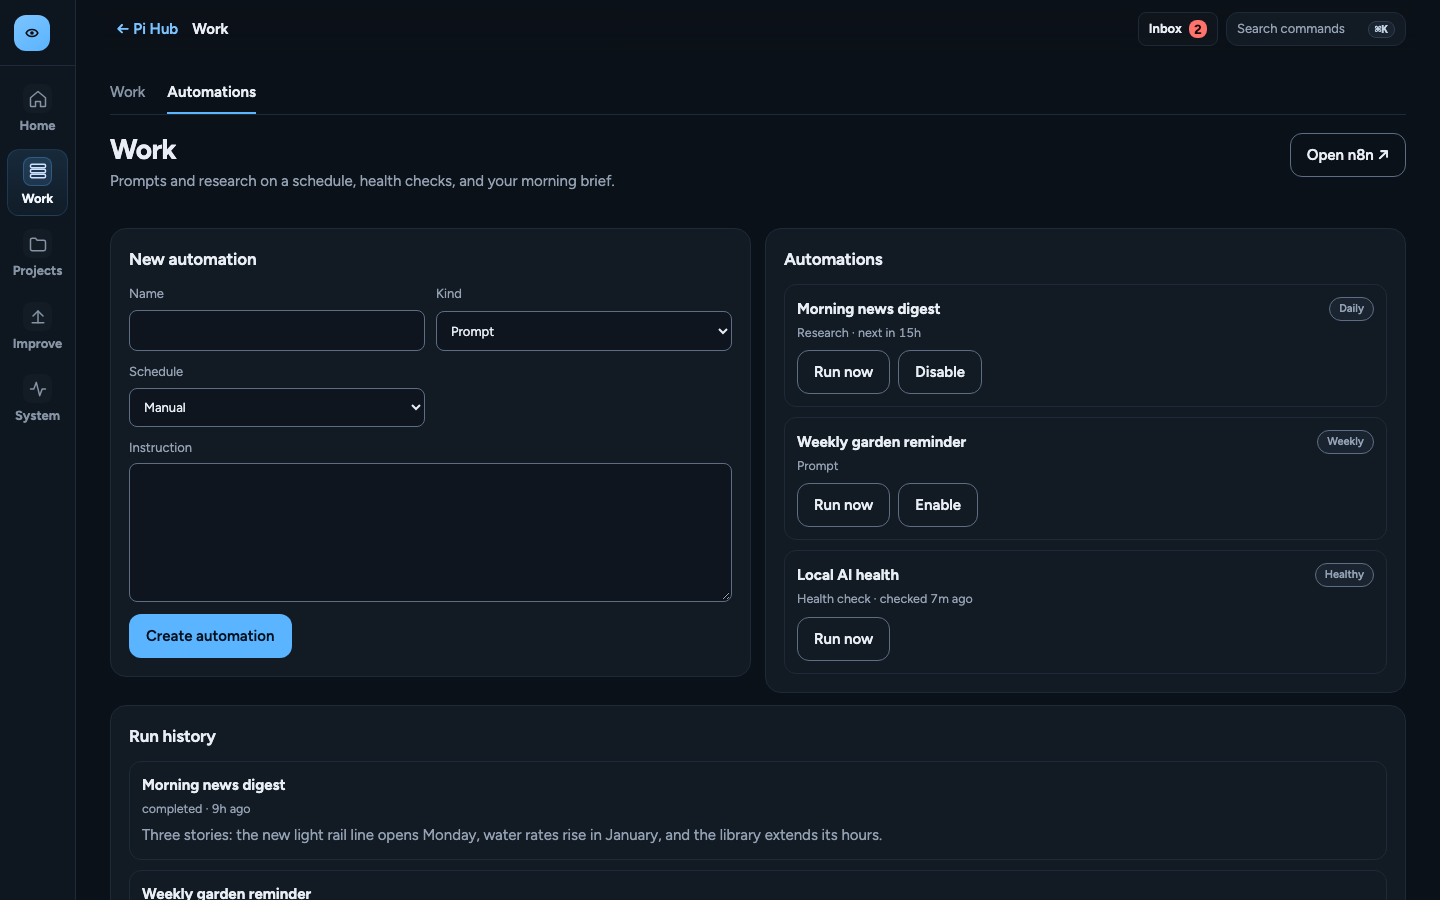 ← Pi Hub Work
Inbox 2
Search commands ⌘K
Home
Work
Projects
Improve
System
Work Automations
Work
Prompts and research on a schedule, health checks, and your morning brief.
Open n8n ↗
New automation
Name
Kind
Prompt
Schedule
Manual
Instruction
Create automation
Automations
Morning news digest
Daily
Research · next in 15h
Run now Disable
Weekly garden reminder
Weekly
Prompt
Run now Enable
Local AI health
Healthy
Health check · checked 7m ago
Run now
Run history
Morning news digest
completed · 9h ago
Three stories: the new light rail line opens Monday, water rates rise in January, and the library extends its hours.
Weekly garden reminder